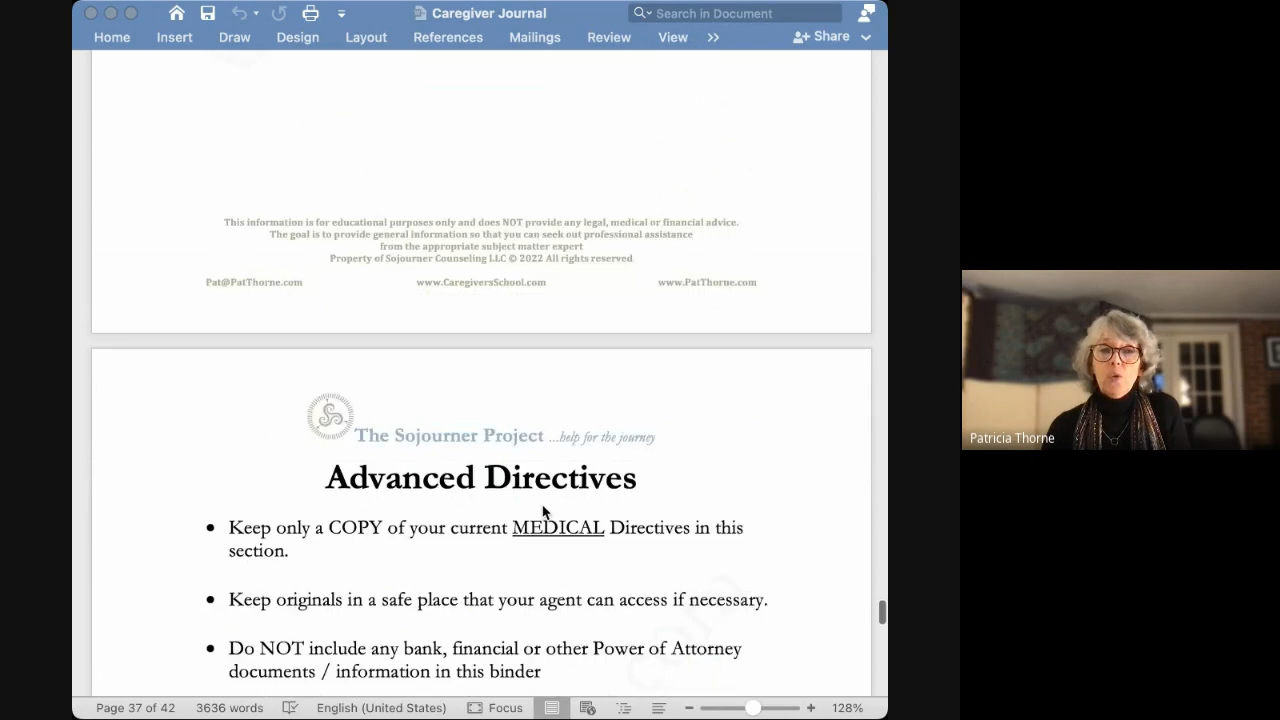 Caregiver Journal
Search in Document
Home Insert Draw Design Layout References Mailings Review View >> Share
This information is for educational purposes only and does NOT provide any legal, medical or financial advice.
The goal is to provide general information so that you can seek out professional assistance
from the appropriate subject matter expert
Property of Sojourner Counseling LLC © 2022 All rights reserved
Pat@PatThorne.com www.CaregiversSchool.com www.PatThorne.com
The Sojourner Project ...help for the journey
Advanced Directives
• Keep only a COPY of your current MEDICAL Directives in this
section.
• Keep originals in a safe place that your agent can access if necessary.
• Do NOT include any bank, financial or other Power of Attorney
documents / information in this binder
Patricia Thorne
Page 37 of 42 3636 words English (United States) Focus 128%